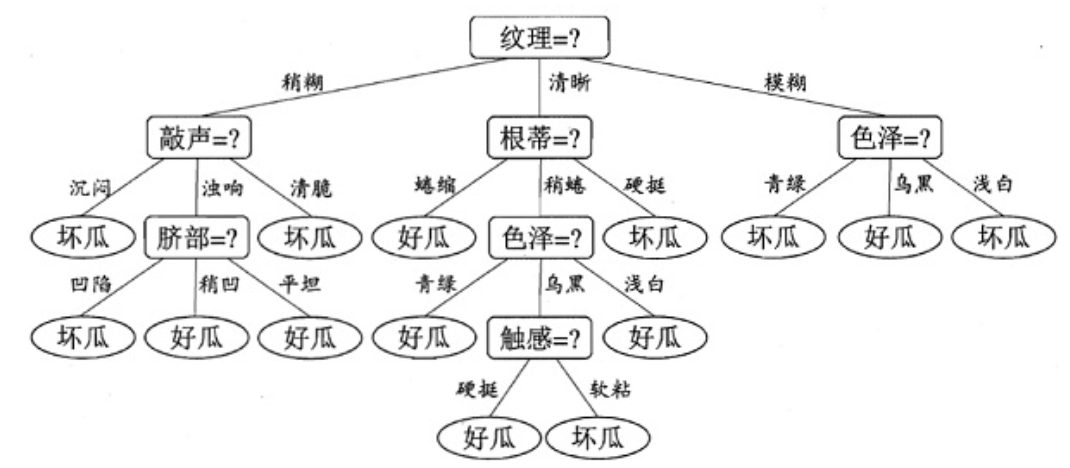 纹理=?
稍糊 清晰 模糊
敲声=? 根蒂=? 色泽=?
沉闷 浊响 清脆 蜷缩 稍蜷 硬挺 青绿 乌黑 浅白
坏瓜 脐部=? 坏瓜 好瓜 色泽=? 坏瓜 坏瓜 好瓜 坏瓜
凹陷 稍凹 平坦 青绿 乌黑 浅白
坏瓜 好瓜 好瓜 好瓜 触感=? 好瓜
硬挺 软粘
好瓜 坏瓜